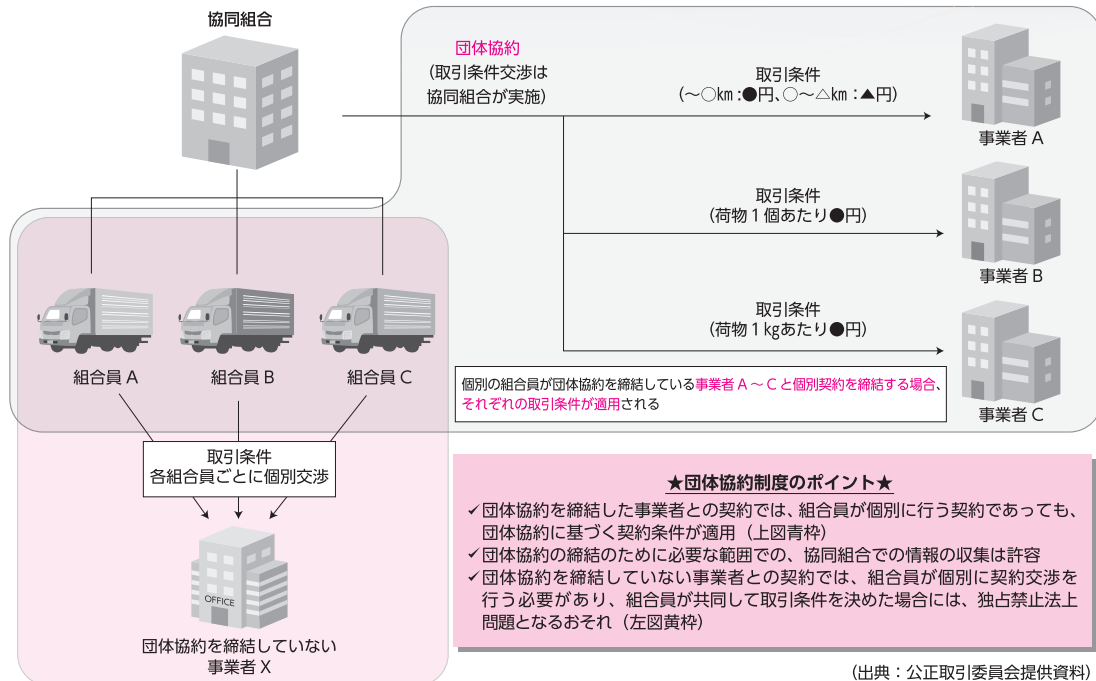 協同組合
団体協約
（取引条件交渉は
協同組合が実施）
取引条件
（～○km：●円、○～△km：▲円）
事業者 A
取引条件
（荷物１個あたり●円）
事業者 B
取引条件
（荷物１kgあたり●円）
事業者 C
組合員 A
組合員 B
組合員 C
個別の組合員が団体協約を締結している事業者 A ～ C と個別契約を締結する場合、
それぞれの取引条件が適用される
取引条件
各組合員ごとに個別交渉
OFFICE
団体協約を締結していない
事業者 X
★団体協約制度のポイント★
✓団体協約を締結した事業者との契約では、組合員が個別に行う契約であっても、
団体協約に基づく契約条件が適用（上図青枠）
✓団体協約の締結のために必要な範囲での、協同組合での情報の収集は許容
✓団体協約を締結していない事業者との契約では、組合員が個別に契約交渉を
行う必要があり、組合員が共同して取引条件を決めた場合には、独占禁止法上
問題となるおそれ（左図黄枠）
（出典：公正取引委員会提供資料）